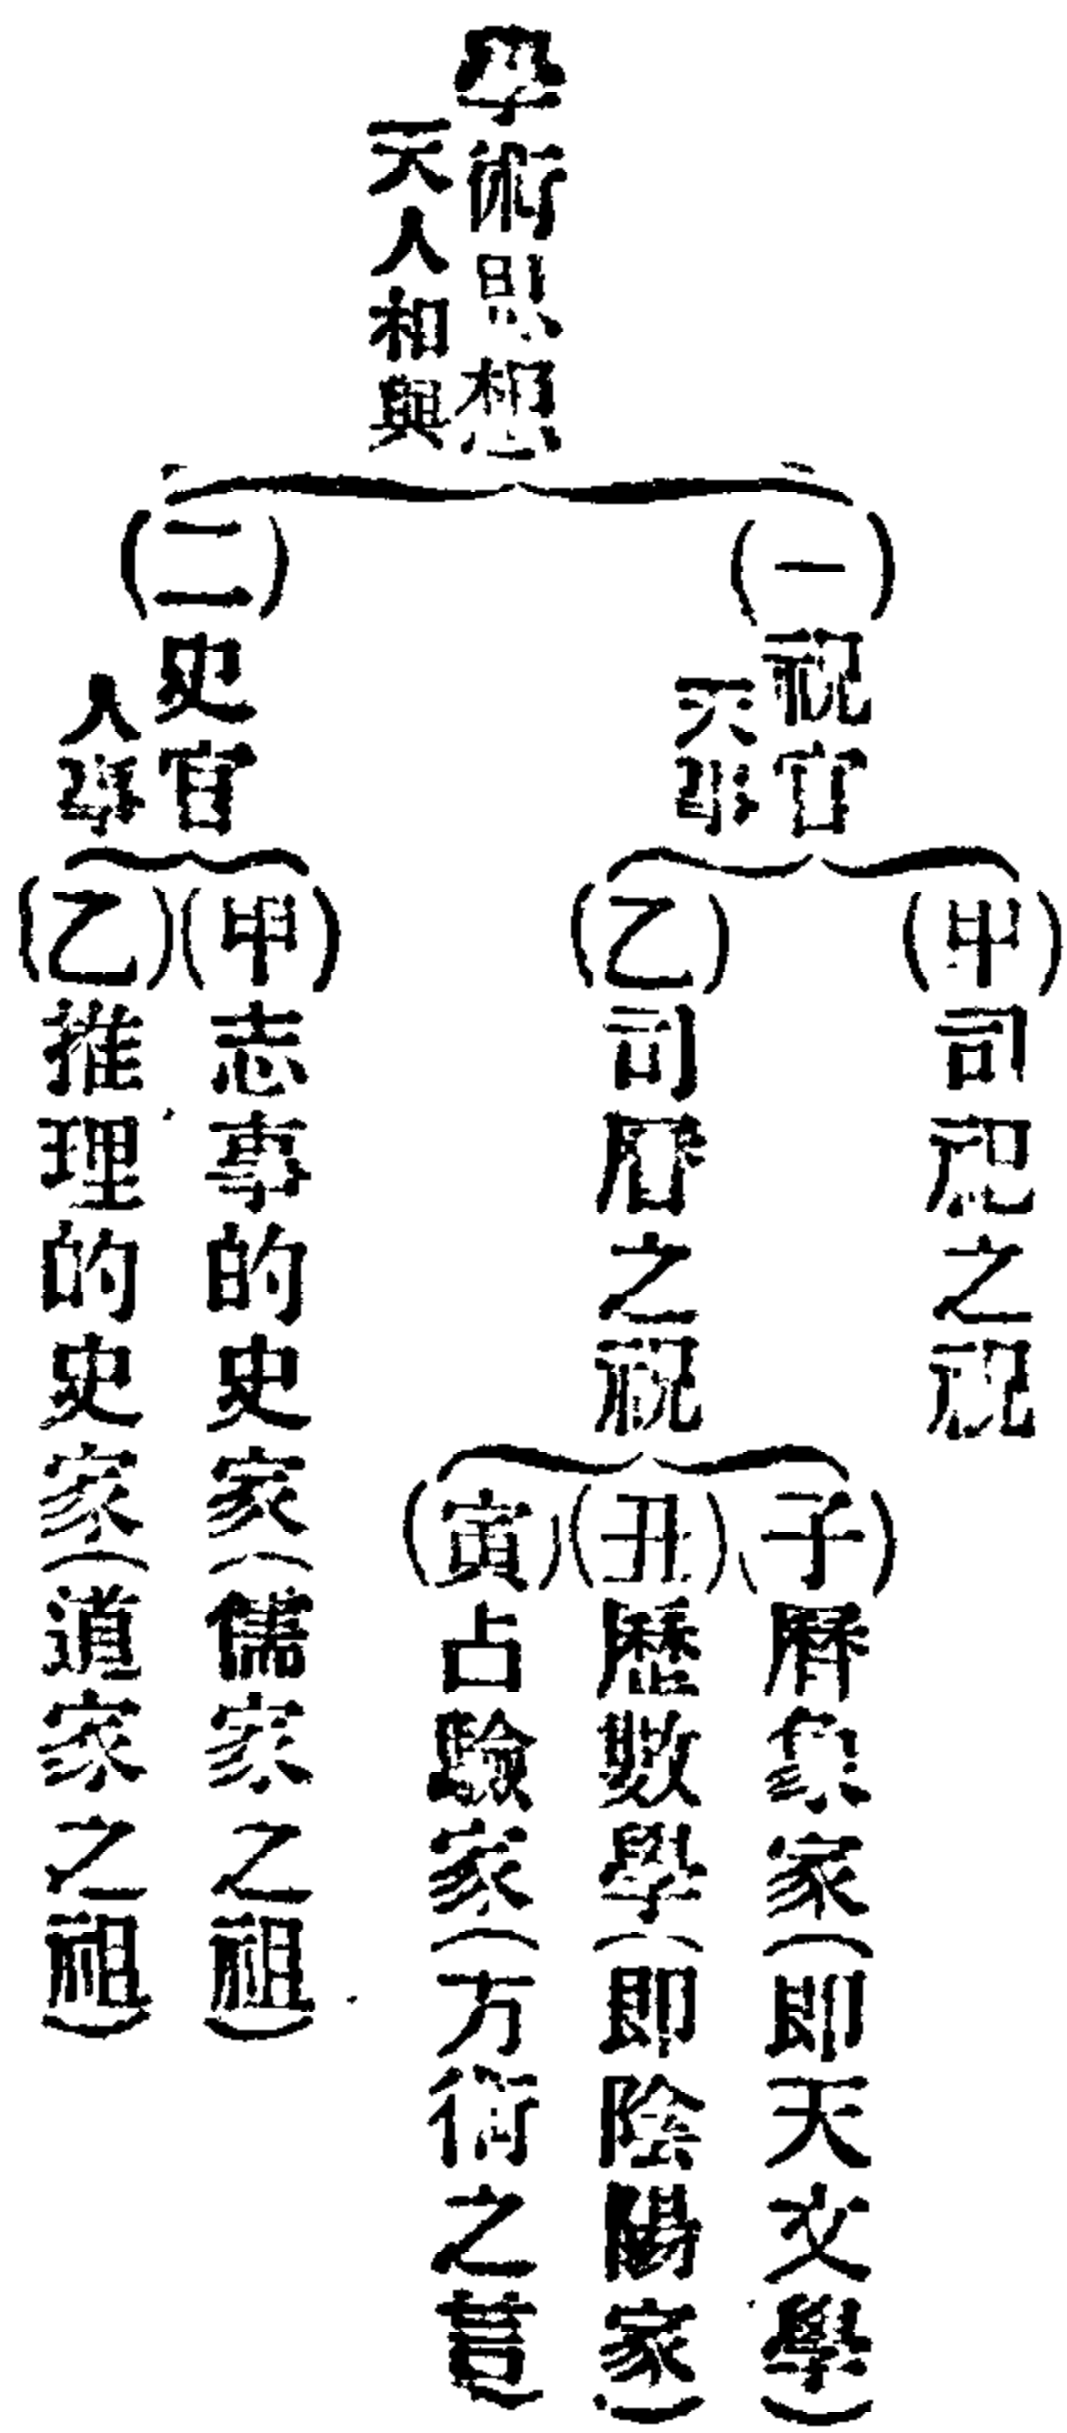 學術思想
天人相與
(一)祝官
天事
(甲)司祀之祝
(乙)司曆之祝
(子)曆象家(即天文學)
(丑)歷數學(即陰陽家)
(寅)占驗家(方術之言)
(二)史官
人事
(甲)志事的史家(儒家之祖)
(乙)推理的史家(道家之祖)